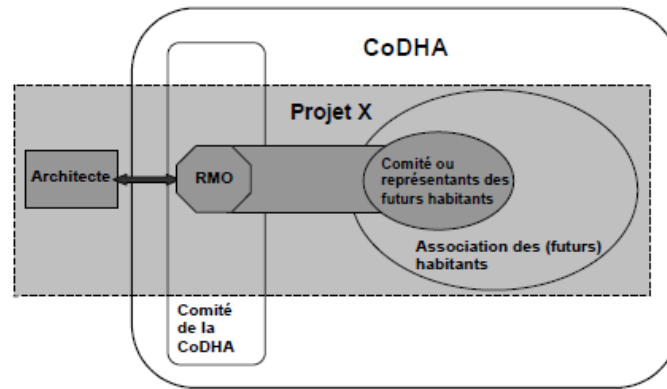 CoDHA
Projet X
Architecte
RMO
Comité ou
représentants des
futurs habitants
Association des (futurs)
habitants
Comité
de la
CoDHA